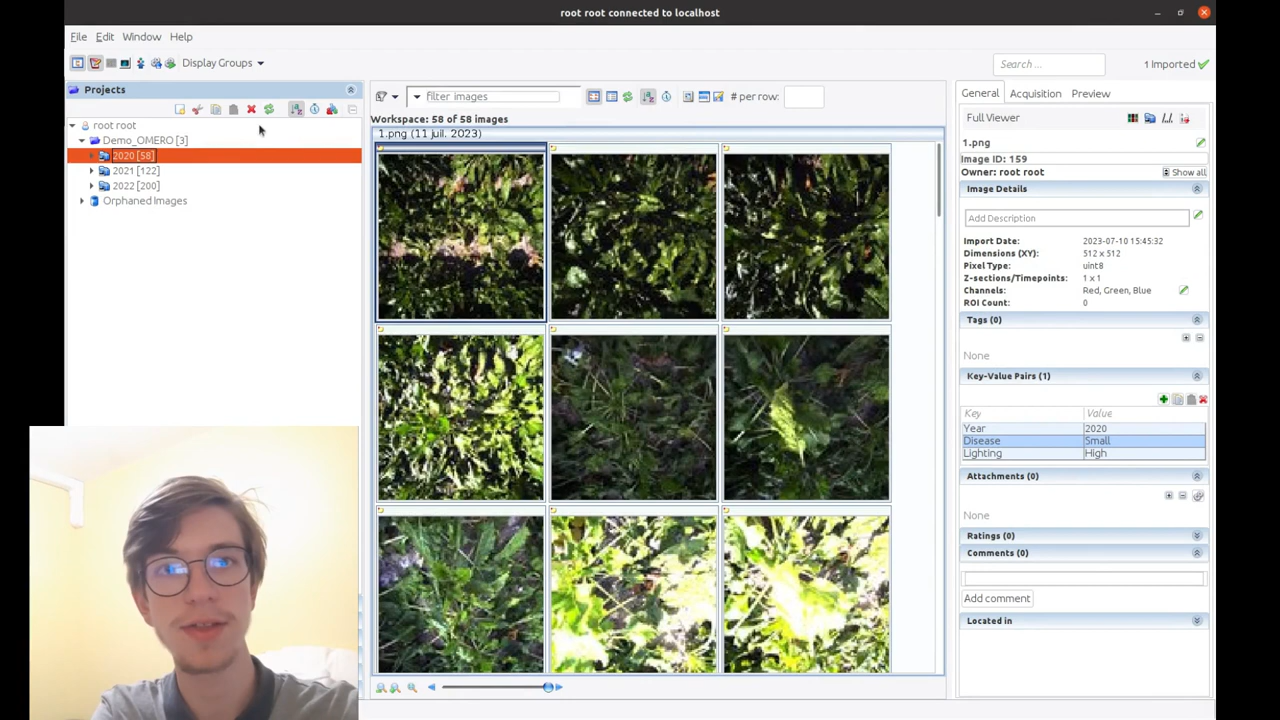 root root connected to localhost
File Edit Window Help
Display Groups
Search ...
1 Imported
Projects
root root
Demo_OMERO [3]
2020 [58]
2021 [122]
2022 [200]
Orphaned Images
filter images
# per row:
Workspace: 58 of 58 images
1.png (11 juil. 2023)
General Acquisition Preview
Full Viewer
1.png
Image ID: 159
Owner: root root
Show all
Image Details
Add Description
Import Date: 2023-07-10 15:45:32
Dimensions (XY): 512 x 512
Pixel Type: uint8
Z-sections/Timepoints: 1 x 1
Channels: Red, Green, Blue
ROI Count: 0
Tags (0)
None
Key-Value Pairs (1)
Key Value
Year 2020
Disease Small
Lighting High
Attachments (0)
None
Ratings (0)
Comments (0)
Add comment
Located in